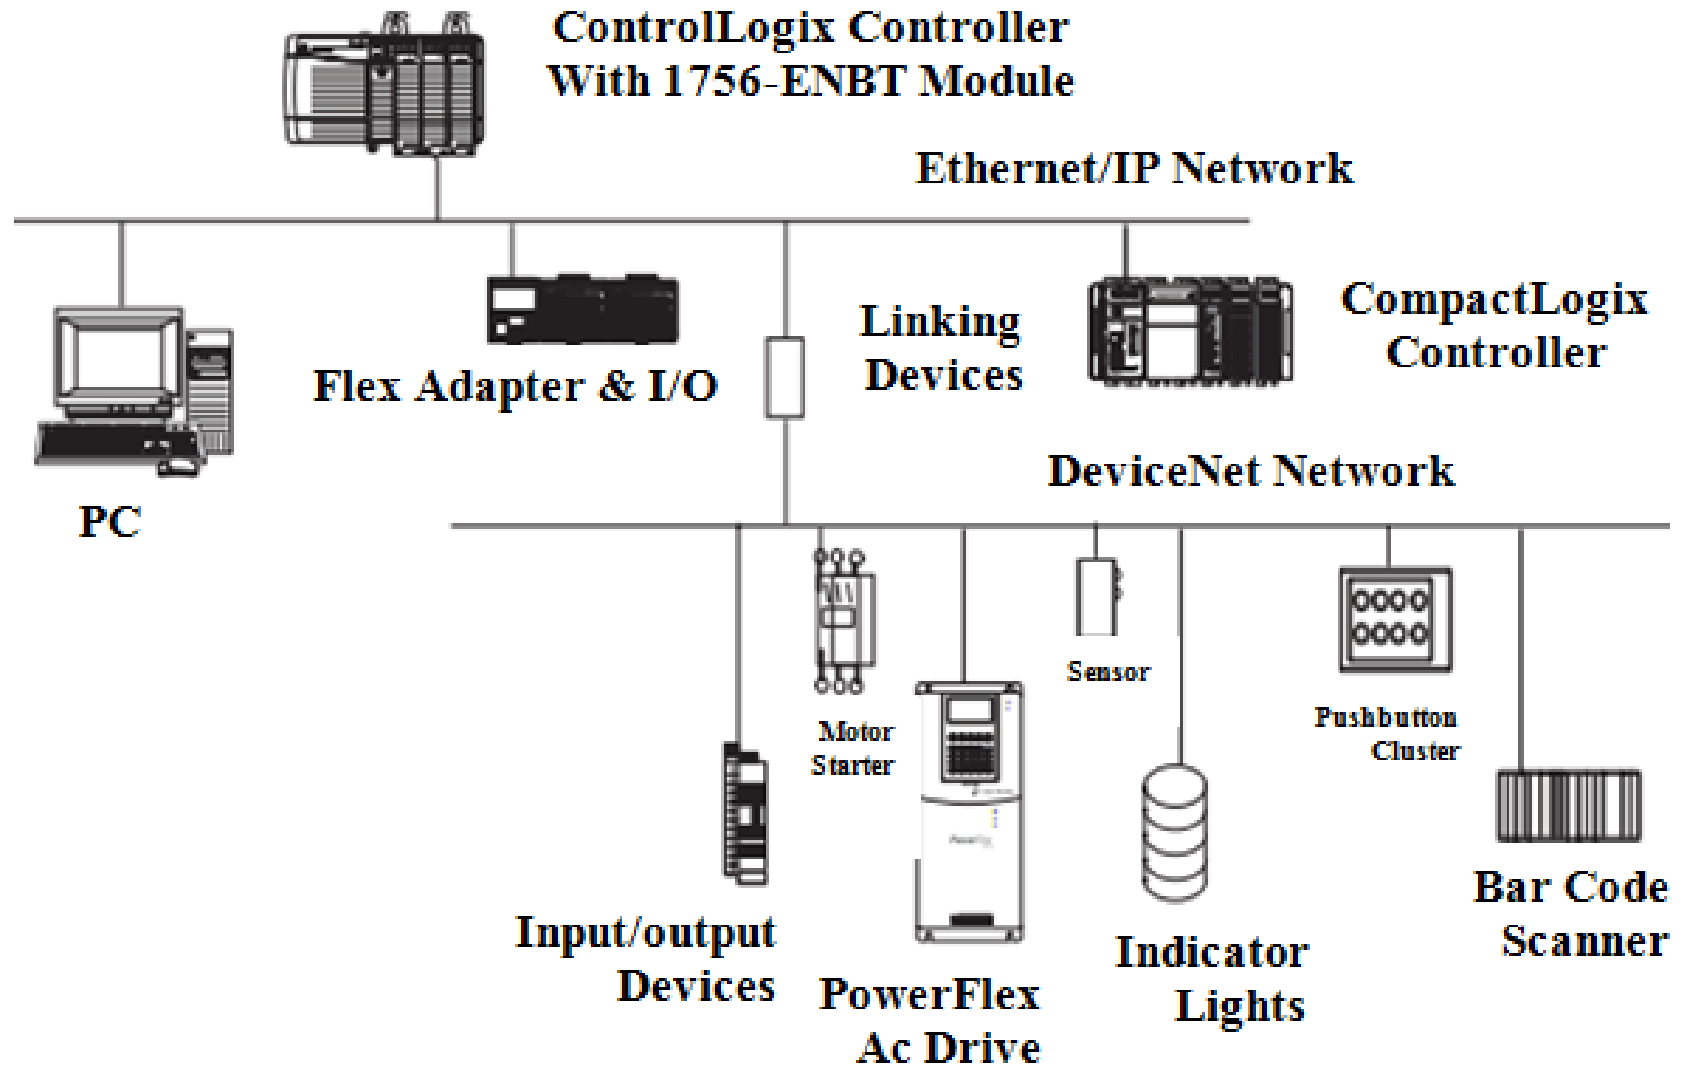 ControlLogix Controller
With 1756-ENBT Module
Ethernet/IP Network
Linking
Devices
CompactLogix
Controller
Flex Adapter & I/O
PC
DeviceNet Network
Sensor
Motor
Starter
Pushbutton
Cluster
Input/output
Devices
PowerFlex
Ac Drive
Indicator
Lights
Bar Code
Scanner